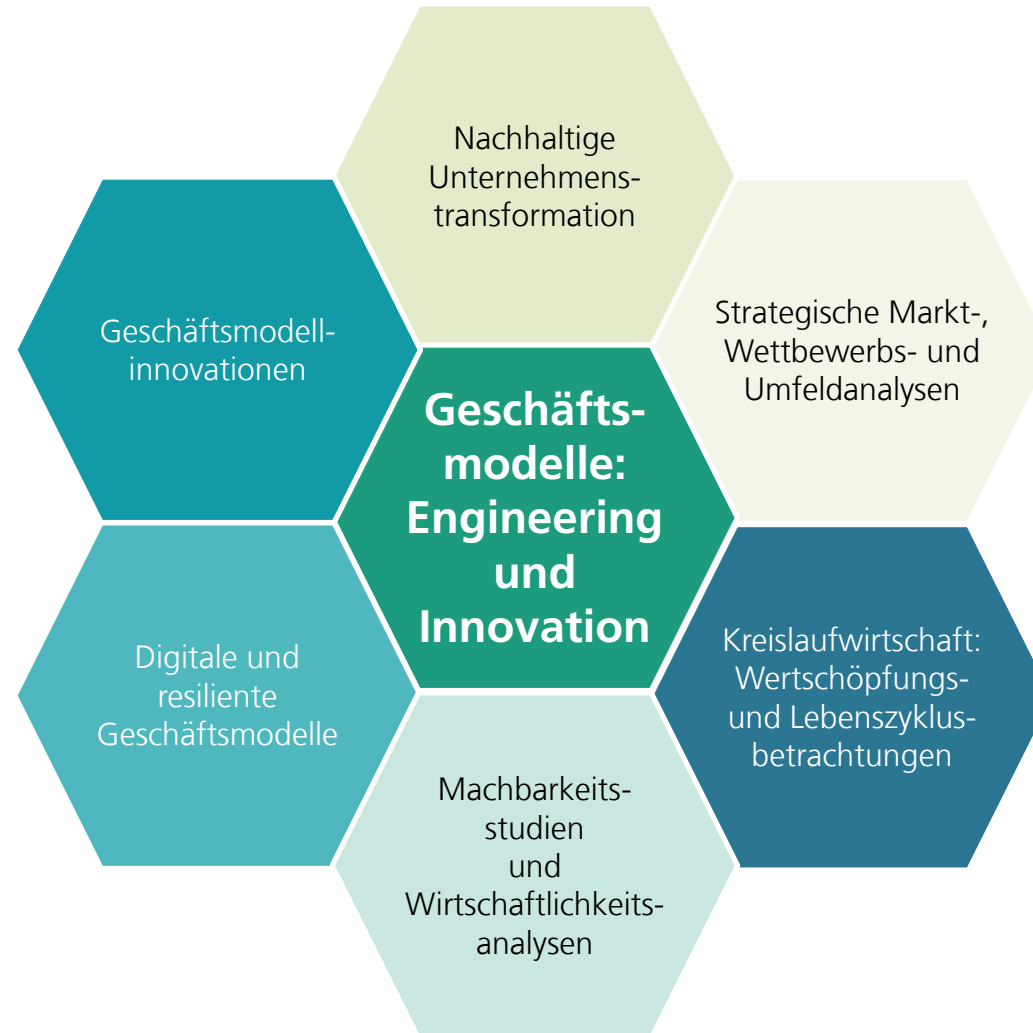 Nachhaltige
Unternehmens-
transformation
Geschäftsmodell-
innovationen
Strategische Markt-,
Wettbewerbs- und
Umfeldanalysen
Geschäfts-
modelle:
Engineering
und
Innovation
Digitale und
resiliente
Geschäftsmodelle
Kreislaufwirtschaft:
Wertschöpfungs-
und Lebenszyklus-
betrachtungen
Machbarkeits-
studien
und
Wirtschaftlichkeits-
analysen